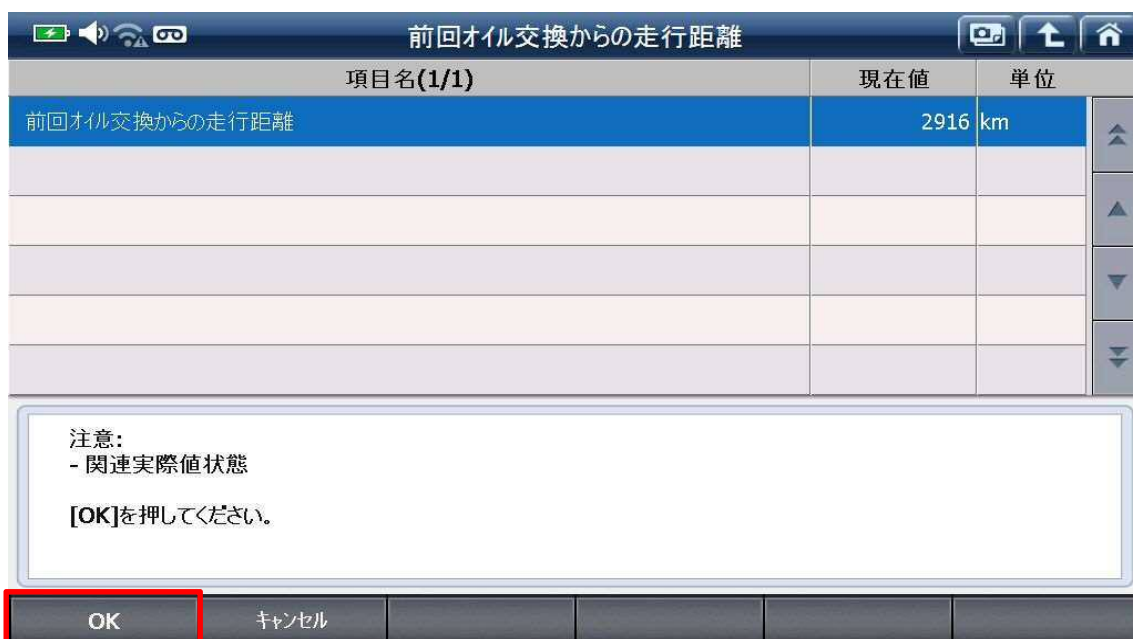 前回オイル交換からの走行距離
項目名(1/1) 現在値 単位
前回オイル交換からの走行距離 2916 km
注意:
- 関連実際値状態
[OK]を押してください。
OK キャンセル